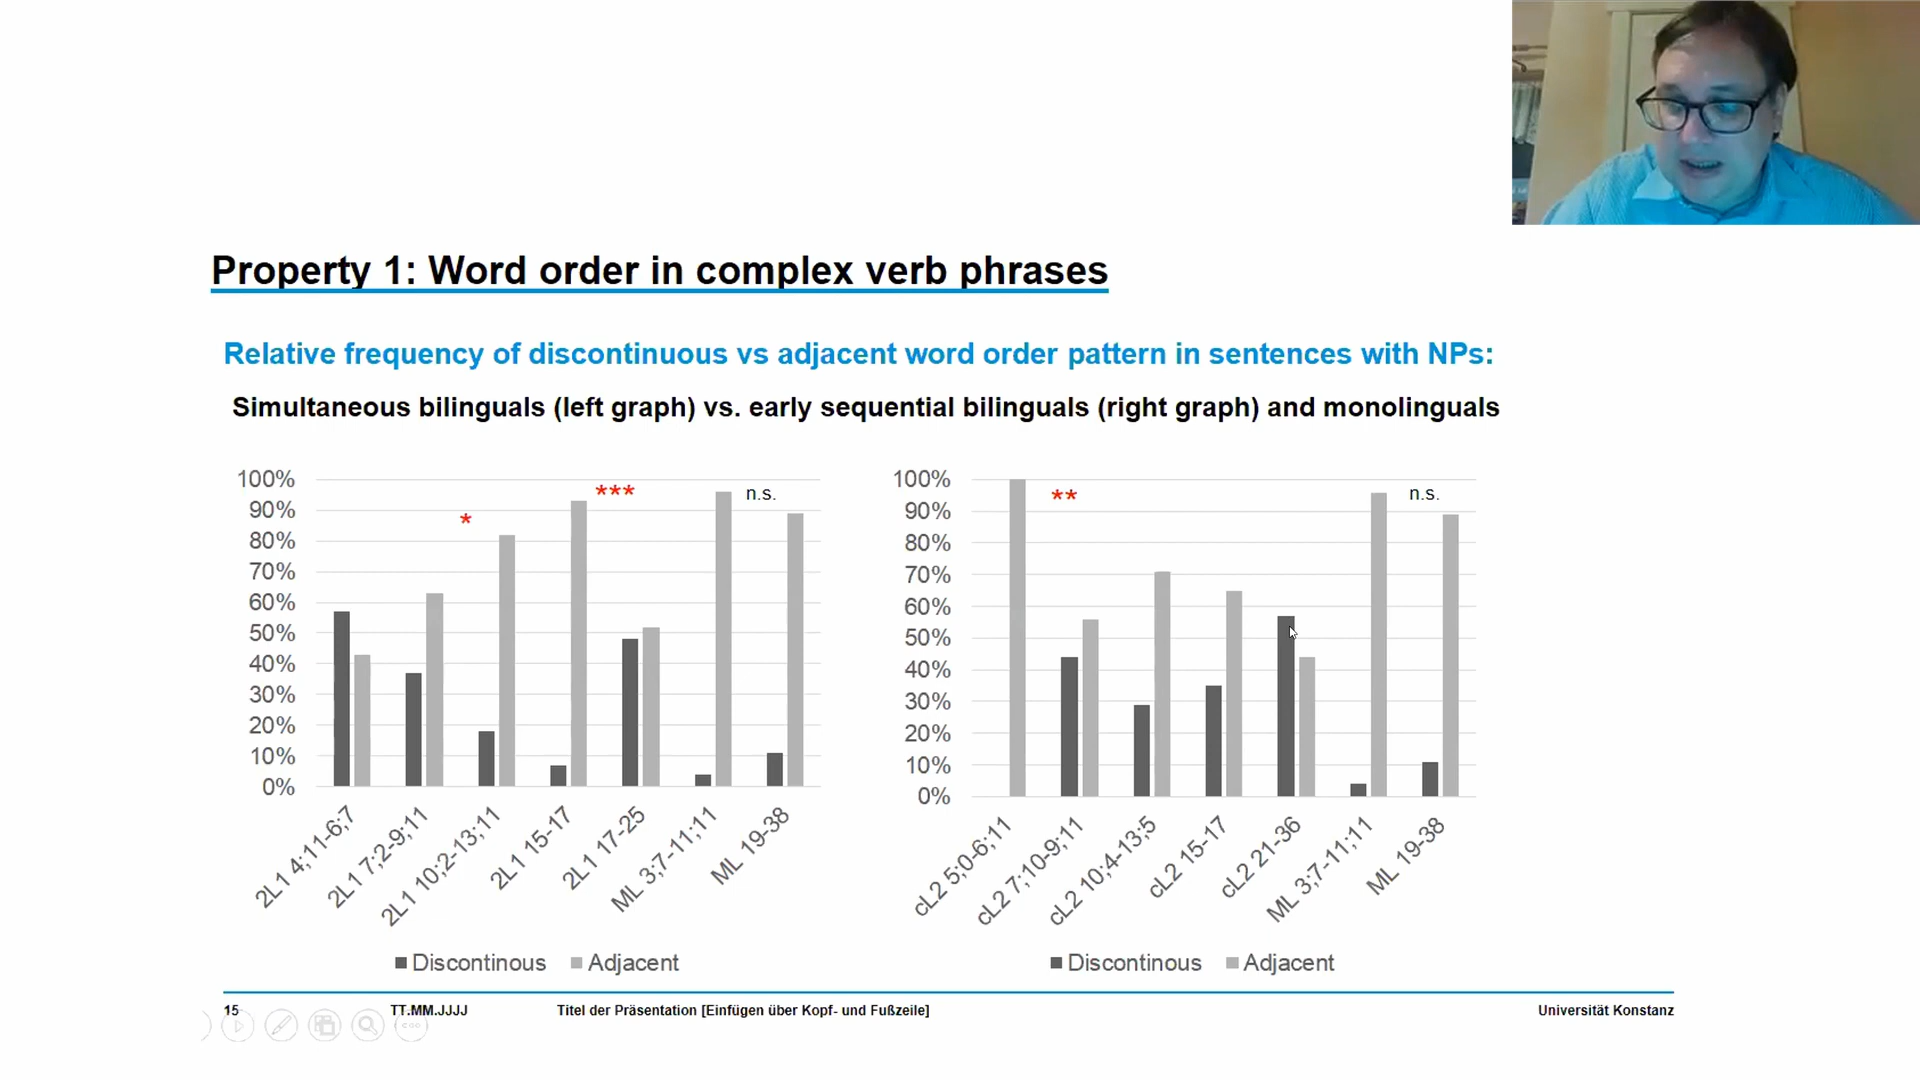 Property 1: Word order in complex verb phrases
Relative frequency of discontinuous vs adjacent word order pattern in sentences with NPs:
Simultaneous bilinguals (left graph) vs. early sequential bilinguals (right graph) and monolinguals
100%
90%
80%
70%
60%
50%
40%
30%
20%
10%
0%
*
***
n.s.
2L1 4;11-6;7
2L1 7;2-9;11
2L1 10;2-13;11
2L1 15-17
2L1 17-25
ML 3;7-11;11
ML 19-38
Discontinous Adjacent
100%
90%
80%
70%
60%
50%
40%
30%
20%
10%
0%
**
n.s.
cL2 5;0-6;11
cL2 7;10-9;11
cL2 10;4-13;5
cL2 15-17
cL2 21-36
ML 3;7-11;11
ML 19-38
Discontinous Adjacent
15 TT.MM.JJJJ Titel der Präsentation [Einfügen über Kopf- und Fußzeile] Universität Konstanz